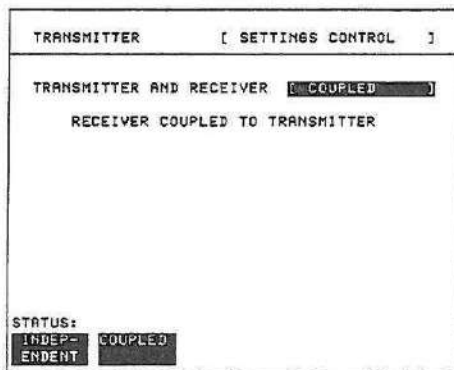 TRANSMITTER [ SETTINGS CONTROL ]
TRANSMITTER AND RECEIVER [ COUPLED ]
RECEIVER COUPLED TO TRANSMITTER
STATUS:
INDEP- COUPLED
ENDENT